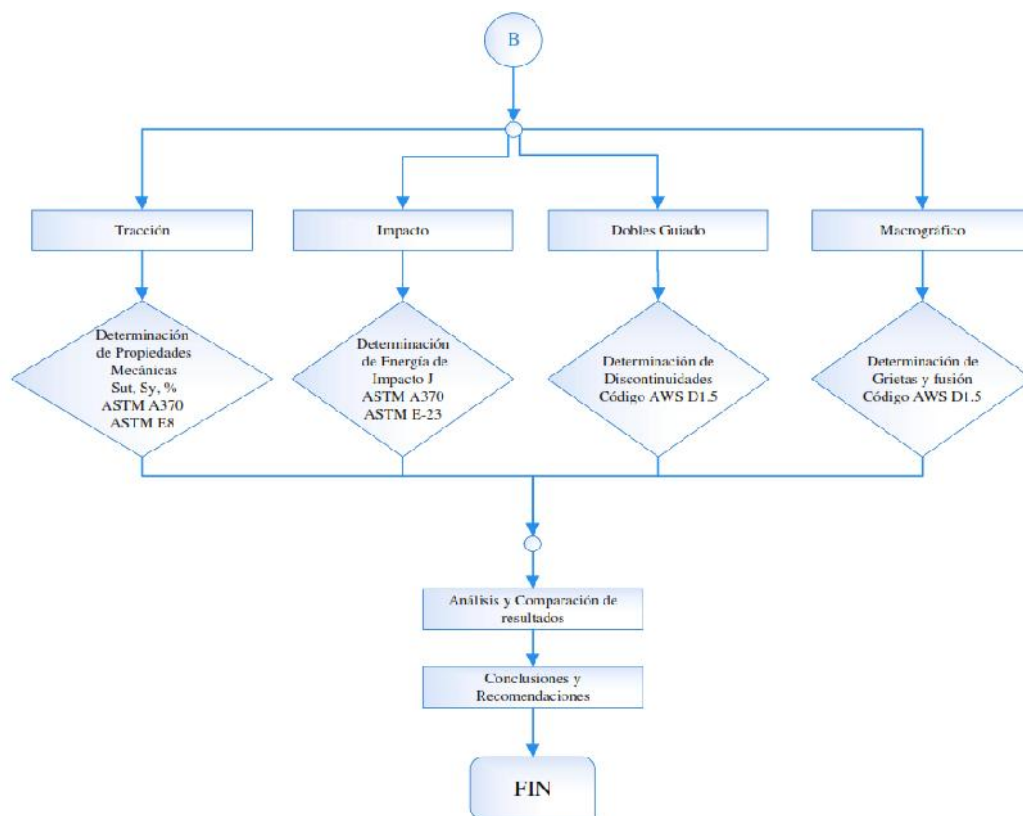 B
Tracción
Impacto
Dobles Guiado
Macrográfico
Determinación
de Propiedades
Mecánicas
Sut, Sy, %
ASTM A370
ASTM E8
Determinación
de Energía de
Impacto J
ASTM A370
ASTM E-23
Determinación de
Discontinuidades
Código AWS D1.5
Determinación de
Grietas y fusión
Código AWS D1.5
Análisis y Comparación de
resultados
Conclusiones y
Recomendaciones
FIN